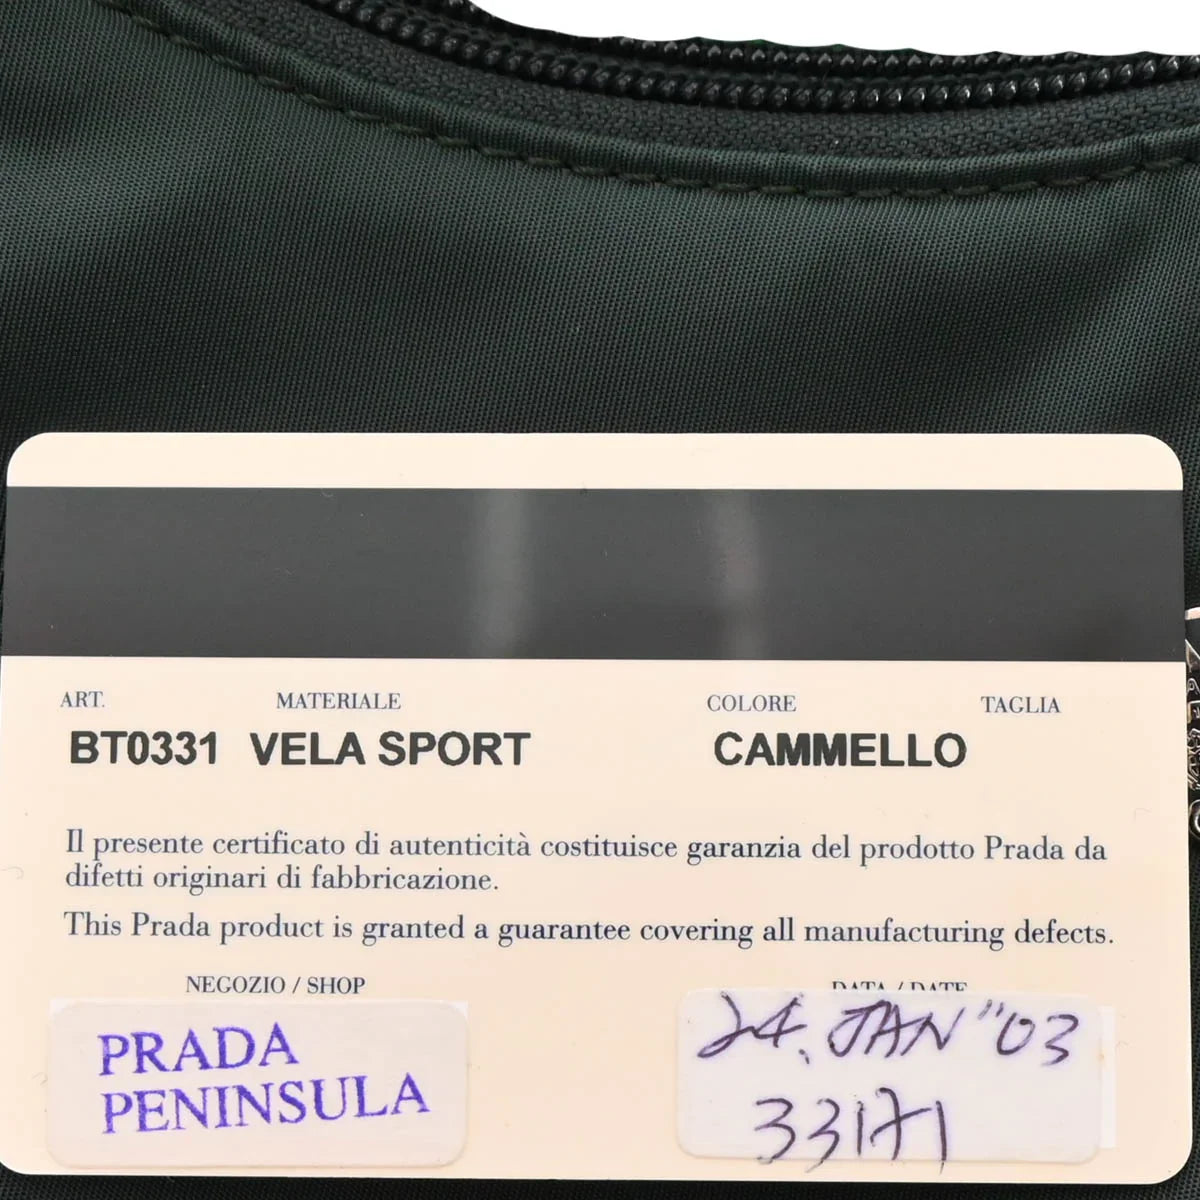 ART. MATERIALE COLORE TAGLIA
BT0331 VELA SPORT CAMMELLO
Il presente certificato di autenticità costituisce garanzia del prodotto Prada da
difetti originari di fabbricazione.
This Prada product is granted a guarantee covering all manufacturing defects.
NEGOZIO / SHOP DATA / DATE
PRADA
PENINSULA
24. JAN "03
33171